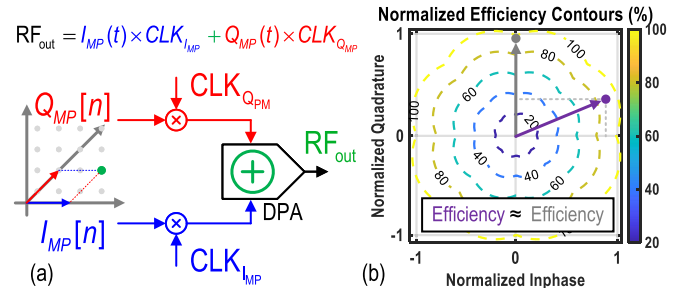 RFout = IMP(t)×CLKIMP + QMP(t)×CLKQMP
CLKQPM
QMP[n]
RFout
DPA
IMP[n]
CLKIMP
(a)
Normalized Efficiency Contours (%)
Normalized Quadrature
1
0
-1
100
80
60
100
20
40
60
80
40
60
80
Efficiency ≈ Efficiency
-1
0
1
Normalized Inphase
100
80
60
40
20
(b)